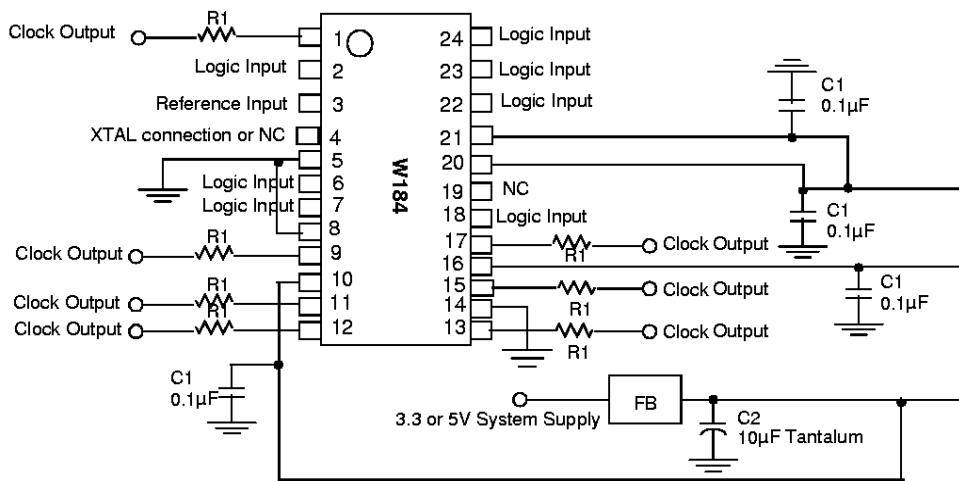 R1
Clock Output
1
24
Logic Input
Logic Input
2
23
Logic Input
Reference Input
3
22
Logic Input
C1
0.1µF
XTAL connection or NC
4
21
5
20
Logic Input
6
19
NC
Logic Input
7
18
Logic Input
W184
C1
0.1µF
8
17
R1
Clock Output
R1
Clock Output
9
16
10
15
R1
Clock Output
C1
0.1µF
Clock Output
R1
11
14
Clock Output
R1
12
13
R1
Clock Output
C1
0.1µF
3.3 or 5V System Supply
FB
C2
10µF Tantalum